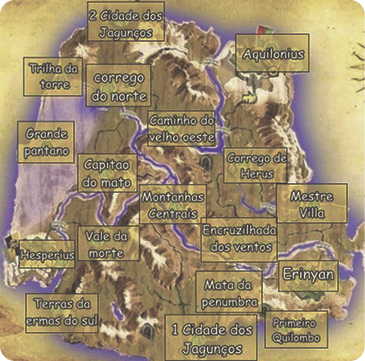 2 Cidade dos
Jagunços
Aquilonius
Trilha da
torre
corrego
do norte
Caminho do
velho oeste
Grande
pantano
Capitao
do mato
Corrego de
Herus
Montanhas
Centrais
Mestre
Villa
Hesperius
Vale da
morte
Encruzilhada
dos ventos
Mata da
penumbra
Erinyan
Terras da
ermas do sul
1 Cidade dos
Jagunços
Primeiro
Quilombo